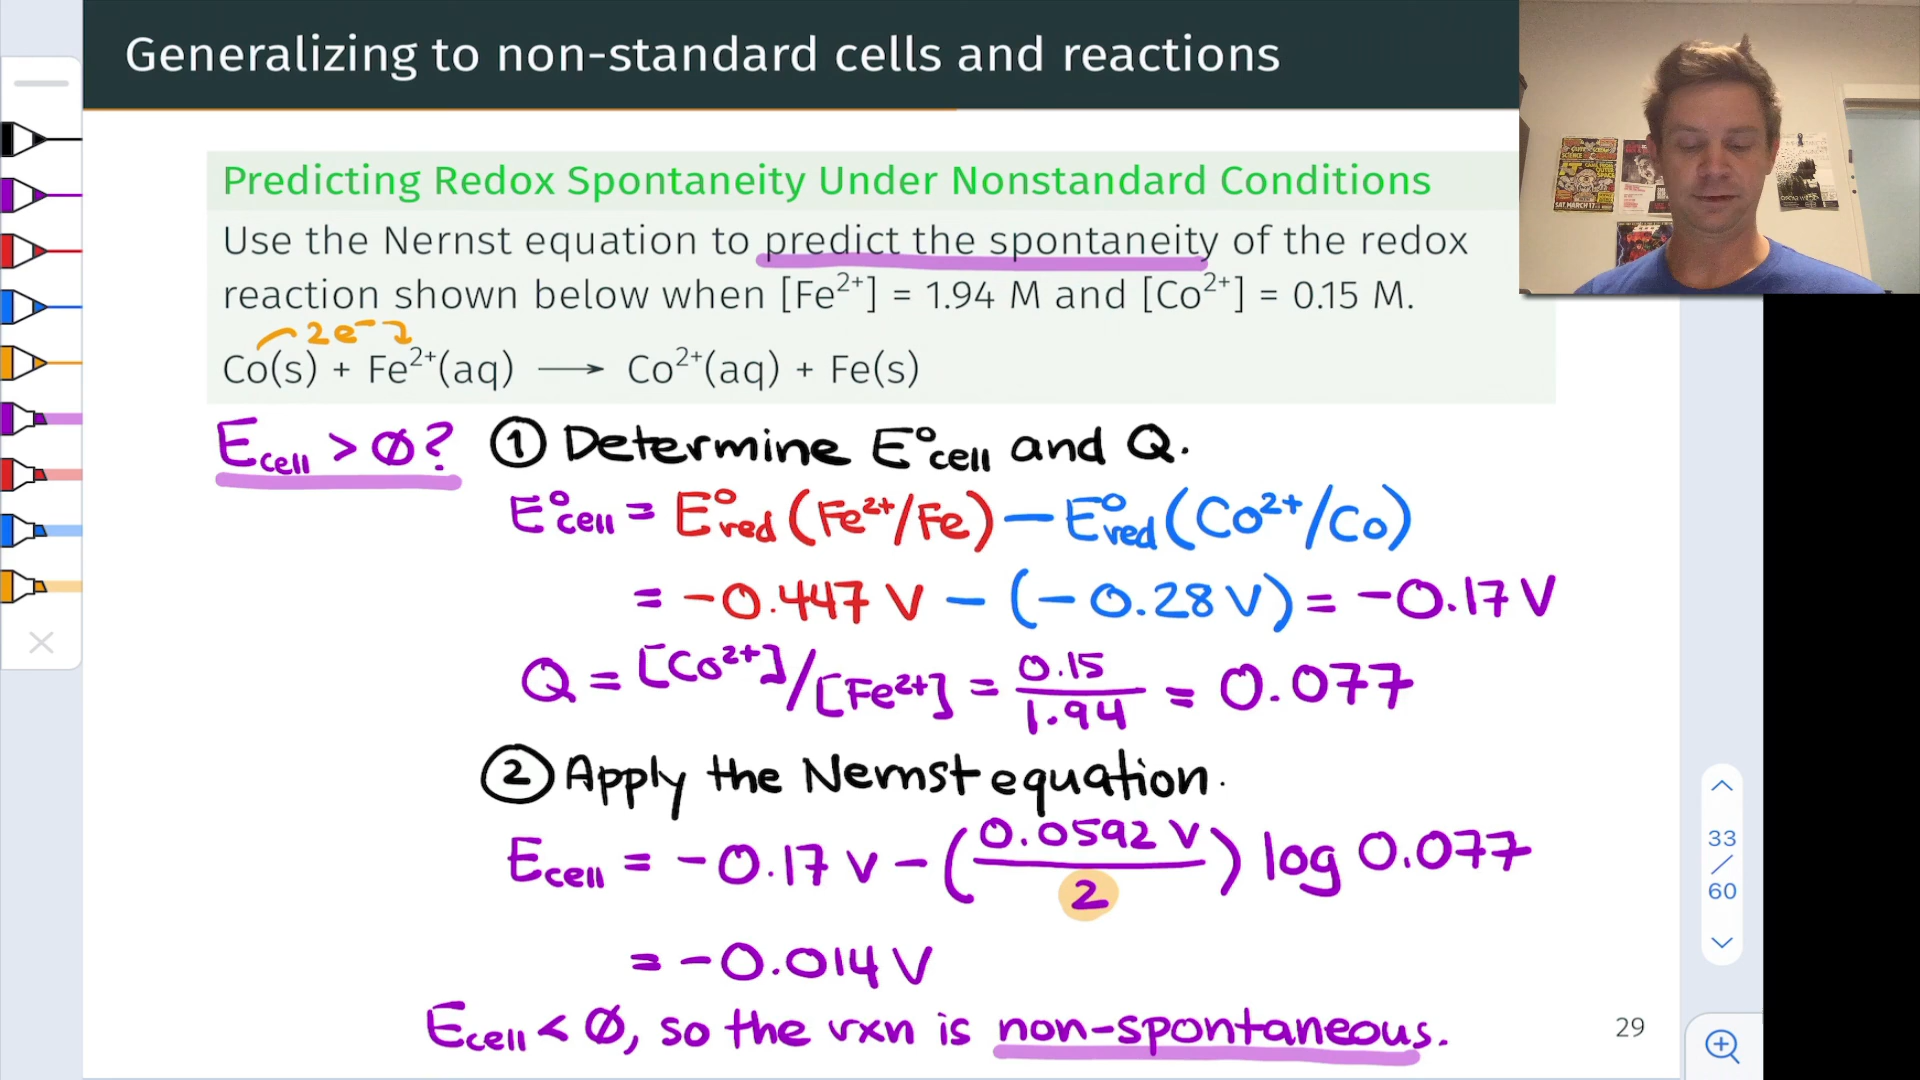 Generalizing to non-standard cells and reactions
Predicting Redox Spontaneity Under Nonstandard Conditions
Use the Nernst equation to predict the spontaneity of the redox
reaction shown below when [Fe²⁺] = 1.94 M and [Co²⁺] = 0.15 M.
2e⁻
Co(s) + Fe²⁺(aq) ⟶ Co²⁺(aq) + Fe(s)
Ecell > 0? ① Determine E°cell and Q.
E°cell = E°red (Fe²⁺/Fe) − E°red (Co²⁺/Co)
= −0.447 V − (−0.28 V) = −0.17 V
Q = [Co²⁺]/[Fe²⁺] = 0.15/1.94 = 0.077
② Apply the Nernst equation.
Ecell = −0.17 V − (0.0592 V/2) log 0.077
= −0.014 V
Ecell < 0, so the rxn is non-spontaneous.
29
33
/
60
SAT. MARCH 17